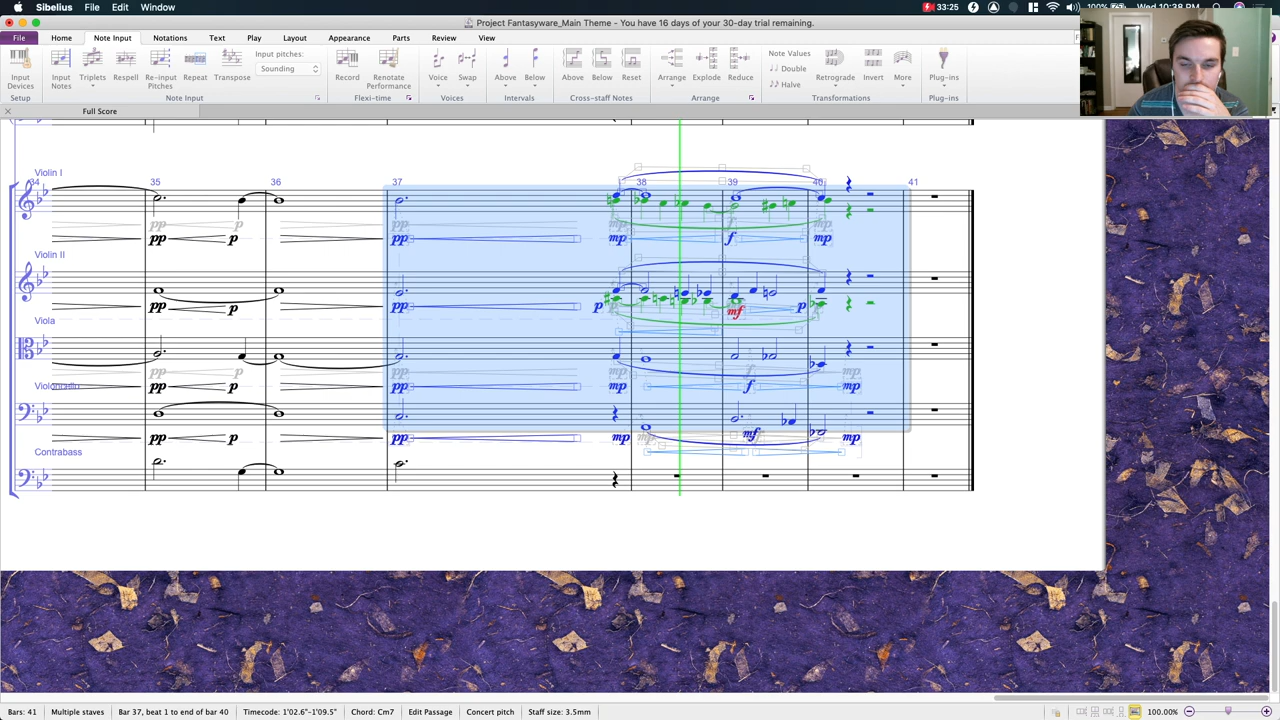 Sibelius File Edit Window 33:25 100% Wed 10:38 PM
Project Fantasyware_Main Theme - You have 16 days of your 30-day trial remaining.
File Home Note Input Notations Text Play Layout Appearance Parts Review View
Input Devices
Input Notes
Triplets
Respell
Re-input Pitches
Repeat
Transpose
Input pitches:
Sounding
Record
Renotate Performance
Voice
Swap
Above
Below
Above
Below
Reset
Arrange
Explode
Reduce
Note Values
Double
Halve
Retrograde
Invert
More
Plug-ins
Setup Note Input Flexi-time Voices Intervals Cross-staff Notes Arrange Transformations Plug-ins
Full Score
Violin I
34 35 36 37 38 39 40 41
pp p
pp p pp mp f mp
Violin II
pp p pp p mf p
Viola
pp p pp mp f mp
Violoncello
pp p pp mp mf mp
Contrabass
Bars: 41 Multiple staves Bar 37, beat 1 to end of bar 40 Timecode: 1'02.6"-1'09.5" Chord: Cm7 Edit Passage Concert pitch Staff size: 3.5mm 100.00%